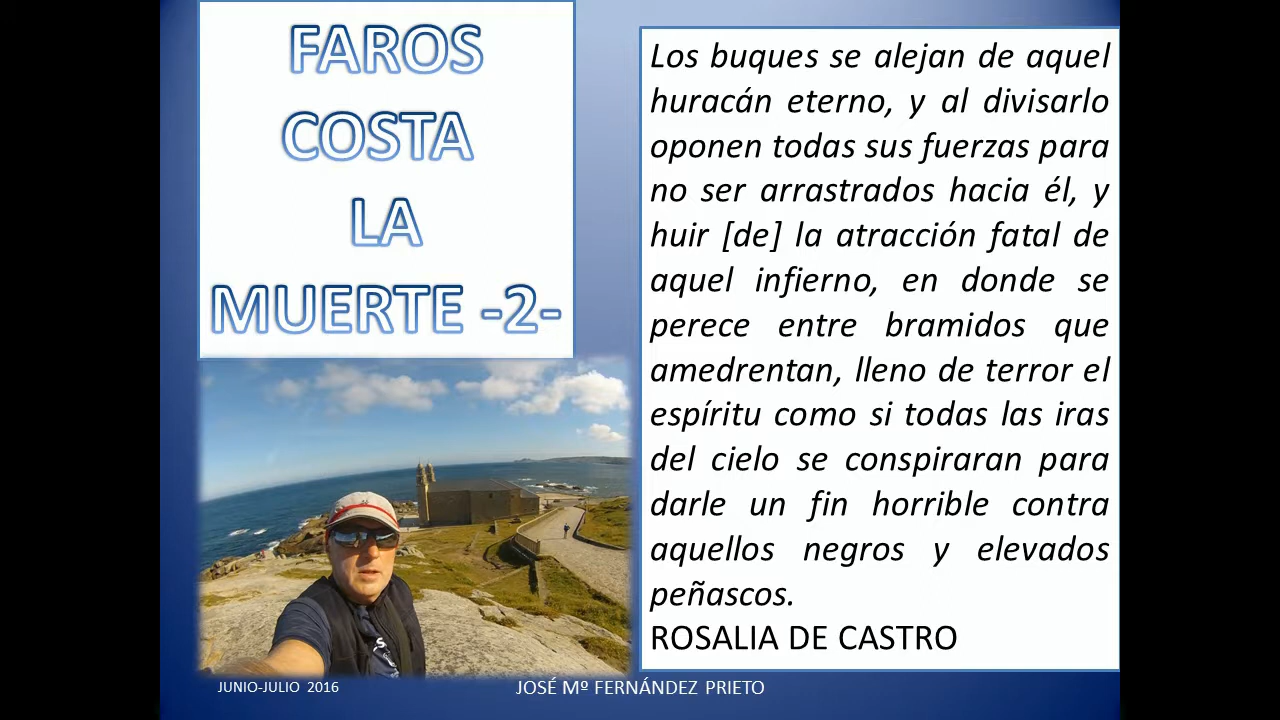 FAROS
COSTA
LA
MUERTE -2-
Los buques se alejan de aquel
huracán eterno, y al divisarlo
oponen todas sus fuerzas para
no ser arrastrados hacia él, y
huir [de] la atracción fatal de
aquel infierno, en donde se
perece entre bramidos que
amedrentan, lleno de terror el
espíritu como si todas las iras
del cielo se conspiraran para
darle un fin horrible contra
aquellos negros y elevados
peñascos.
ROSALIA DE CASTRO
JUNIO-JULIO 2016
JOSÉ Mº FERNÁNDEZ PRIETO